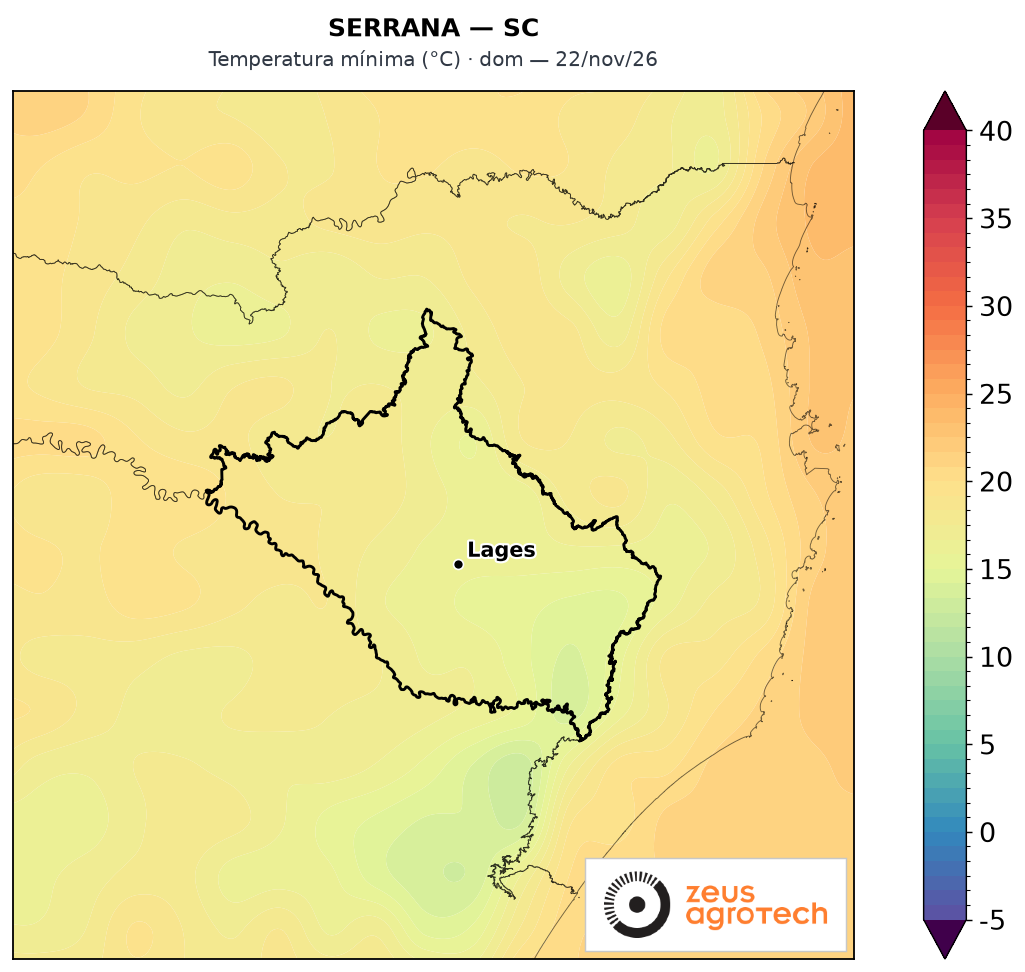 SERRANA — SC
Temperatura mínima (°C) · dom — 22/nov/26
40
35
30
25
20
15
10
5
0
-5
Lages
zeus
agrotech